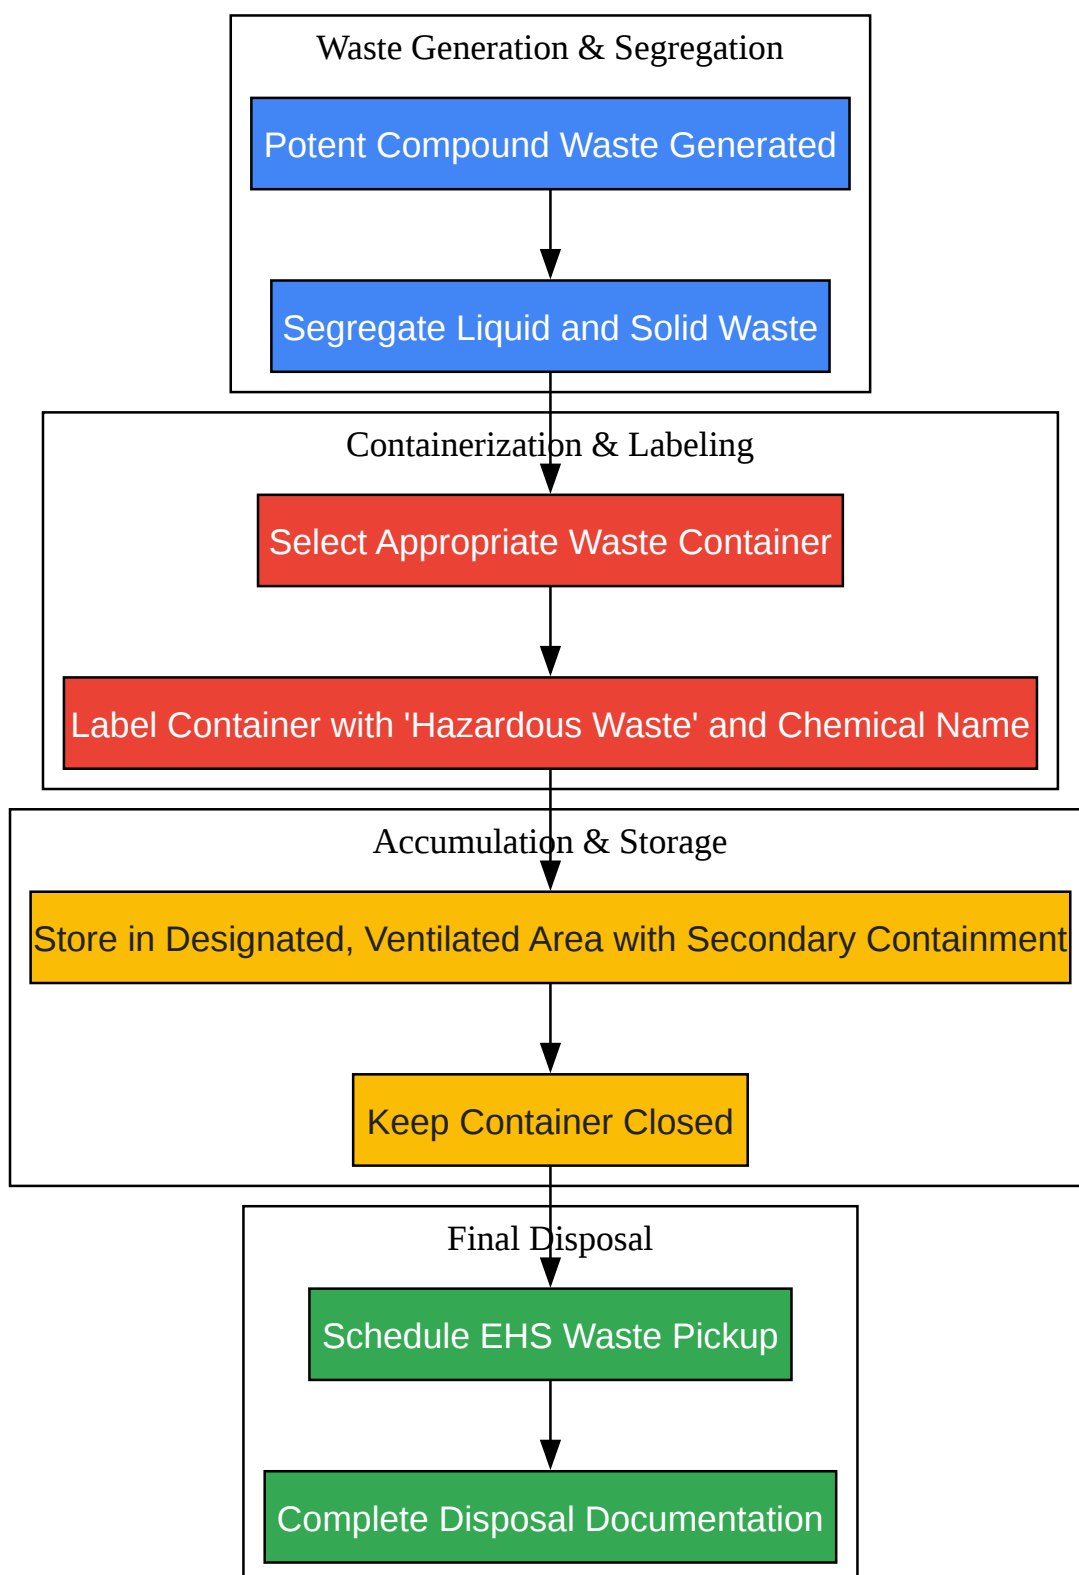 Waste Generation & Segregation
Potent Compound Waste Generated
Segregate Liquid and Solid Waste
Containerization & Labeling
Select Appropriate Waste Container
Label Container with 'Hazardous Waste' and Chemical Name
Accumulation & Storage
Store in Designated, Ventilated Area with Secondary Containment
Keep Container Closed
Final Disposal
Schedule EHS Waste Pickup
Complete Disposal Documentation